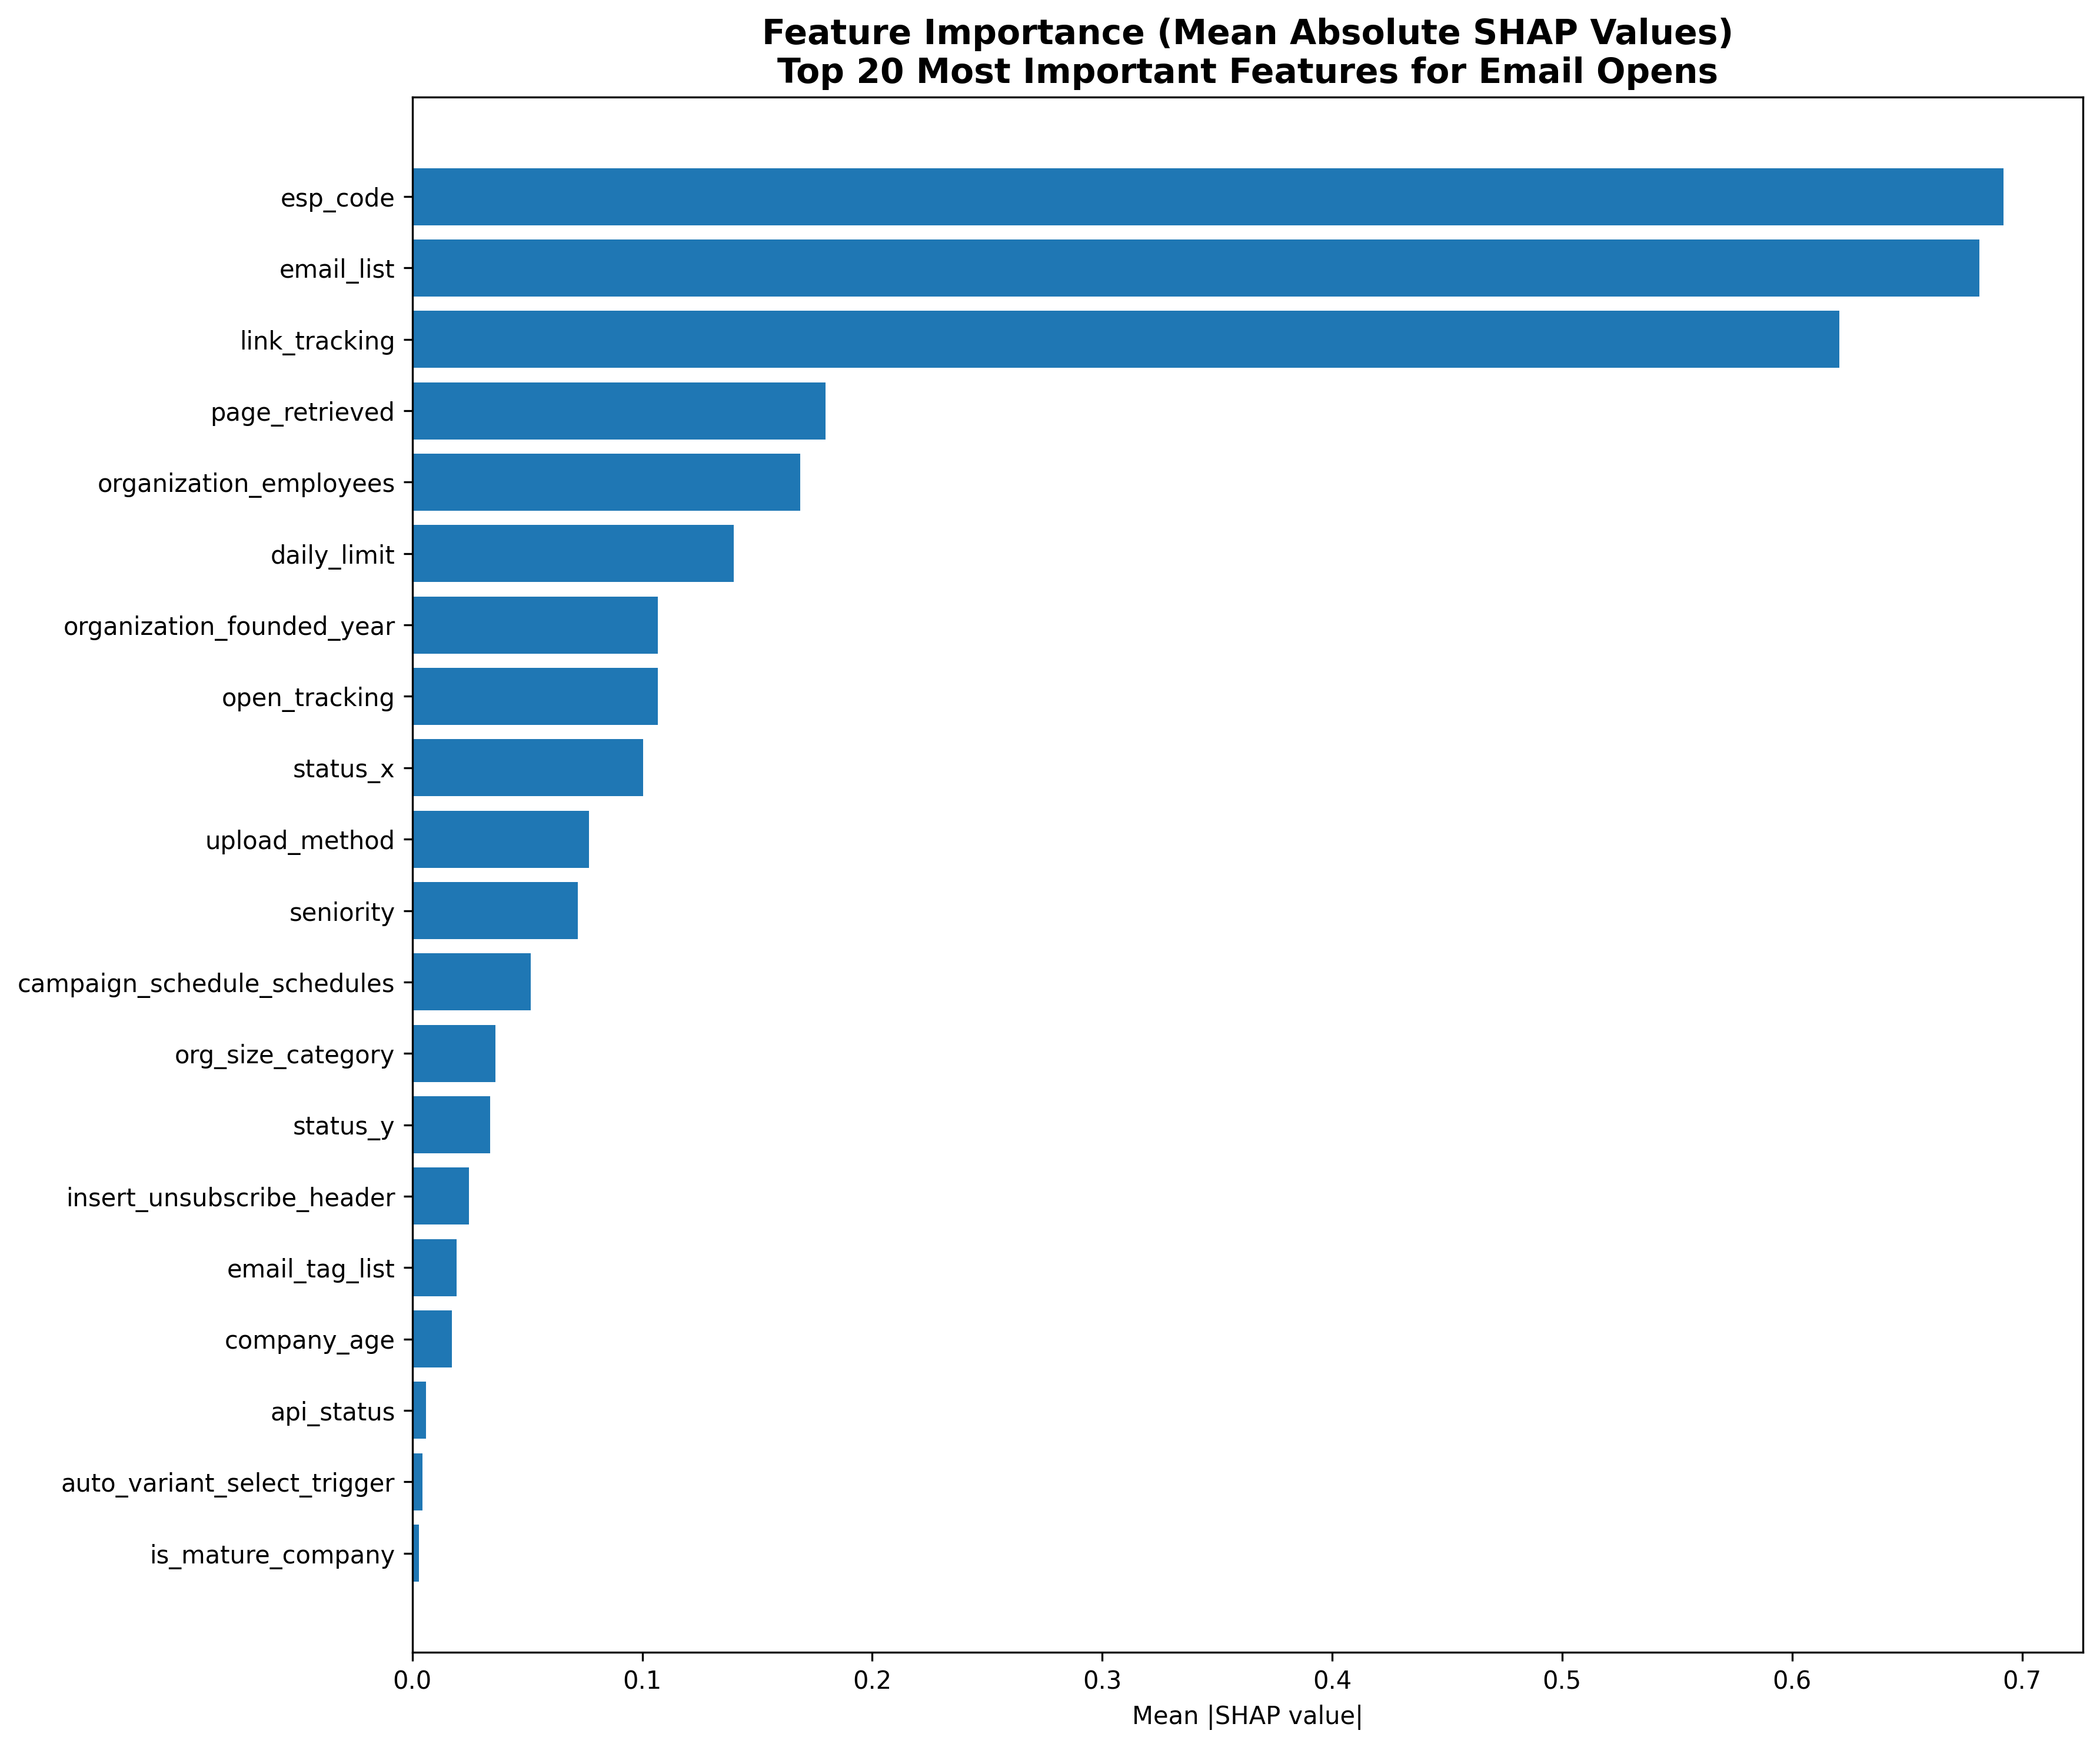 Feature Importance (Mean Absolute SHAP Values)
Top 20 Most Important Features for Email Opens
esp_code
email_list
link_tracking
page_retrieved
organization_employees
daily_limit
organization_founded_year
open_tracking
status_x
upload_method
seniority
campaign_schedule_schedules
org_size_category
status_y
insert_unsubscribe_header
email_tag_list
company_age
api_status
auto_variant_select_trigger
is_mature_company
0.0 0.1 0.2 0.3 0.4 0.5 0.6 0.7
Mean |SHAP value|